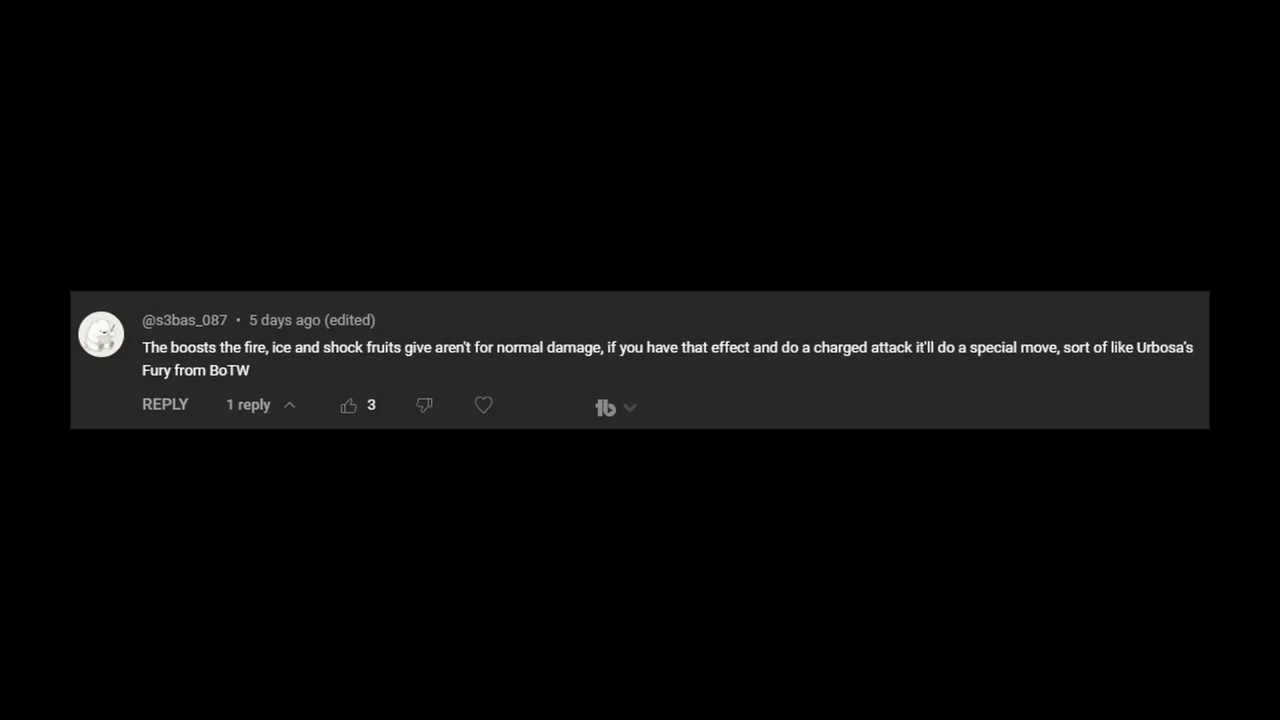 @s3bas_087 • 5 days ago (edited)
The boosts the fire, ice and shock fruits give aren't for normal damage, if you have that effect and do a charged attack it'll do a special move, sort of like Urbosa's
Fury from BoTW
REPLY 1 reply 3 tb